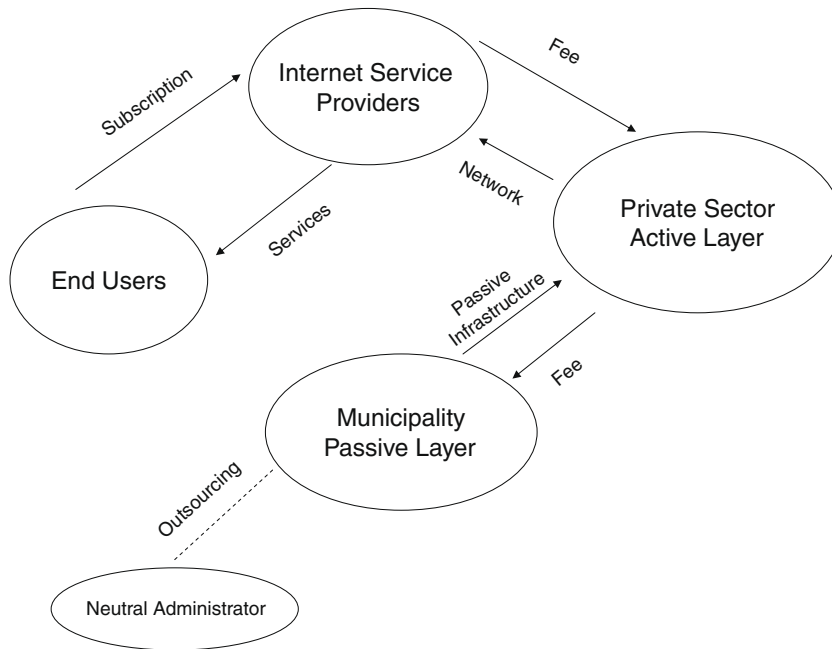 Internet Service
Providers
Fee
Subscription
Network
Services
Private Sector
Active Layer
End Users
Passive
Infrastructure
Fee
Municipality
Passive Layer
Outsourcing
Neutral Administrator